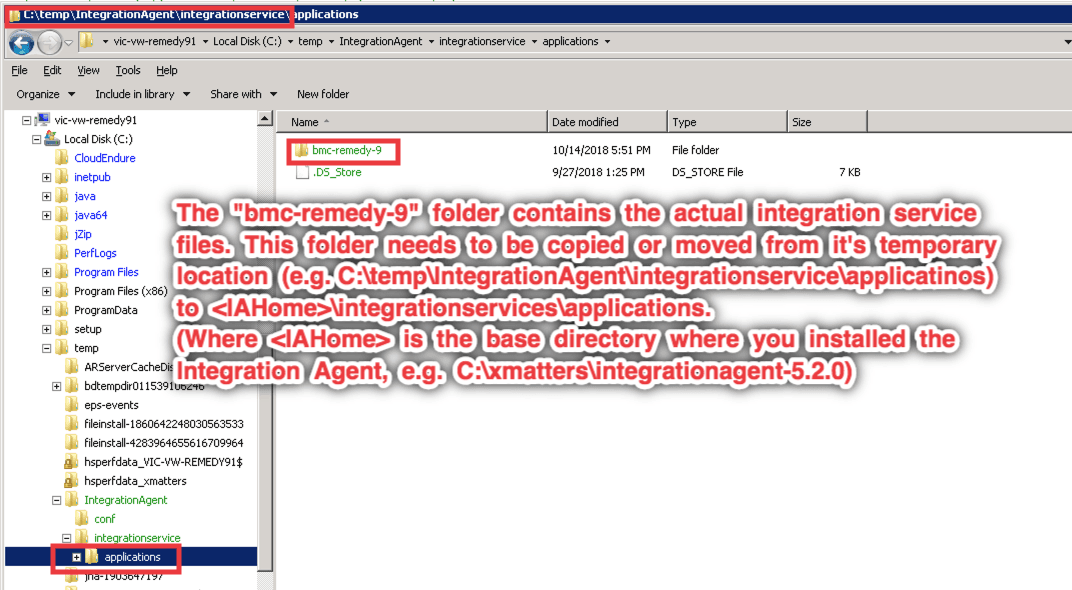 C:\temp\IntegrationAgent\integrationservice\applications
vic-vw-remedy91 Local Disk (C:) temp IntegrationAgent integrationservice applications
File Edit View Tools Help
Organize Include in library Share with New folder
vic-vw-remedy91
Local Disk (C:)
CloudEndure
inetpub
java
java64
jZip
PerfLogs
Program Files
Program Files (x86)
ProgramData
setup
temp
ARServerCacheDis
bdtempdir011539106246
eps-events
fileinstall-1860642248030563533
fileinstall-4283964655616709964
hsperfdata_VIC-VW-REMEDY91$
hsperfdata_xmatters
IntegrationAgent
conf
integrationservice
applications
jna-1903647197
Name Date modified Type Size
bmc-remedy-9 10/14/2018 5:51 PM File folder
.DS_Store 9/27/2018 1:25 PM DS_STORE File 7 KB
The "bmc-remedy-9" folder contains the actual integration service
files. This folder needs to be copied or moved from it's temporary
location (e.g. C:\temp\IntegrationAgent\integrationservice\applicatinos)
to <IAHome>\integrationservices\applications.
(Where <IAHome> is the base directory where you installed the
Integration Agent, e.g. C:\xmatters\integrationagent-5.2.0)